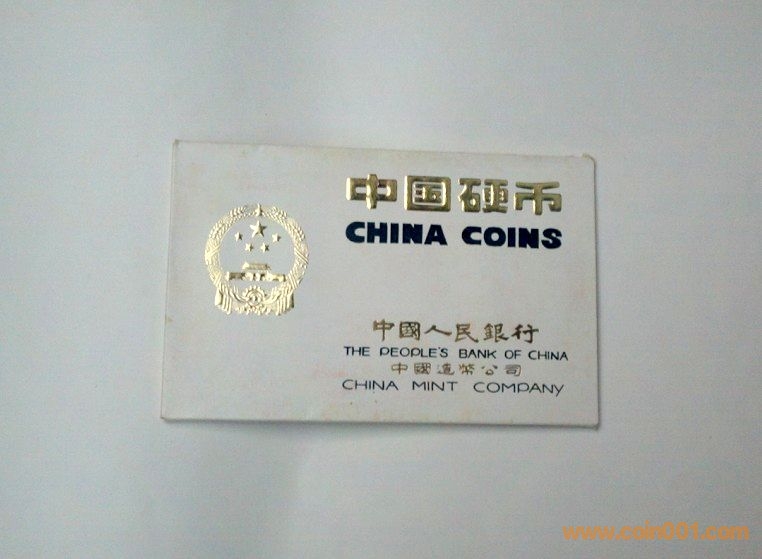 中国硬币
CHINA COINS
中國人民銀行
THE PEOPLE'S BANK OF CHINA
中國造幣公司
CHINA MINT COMPANY
www.coin001.com